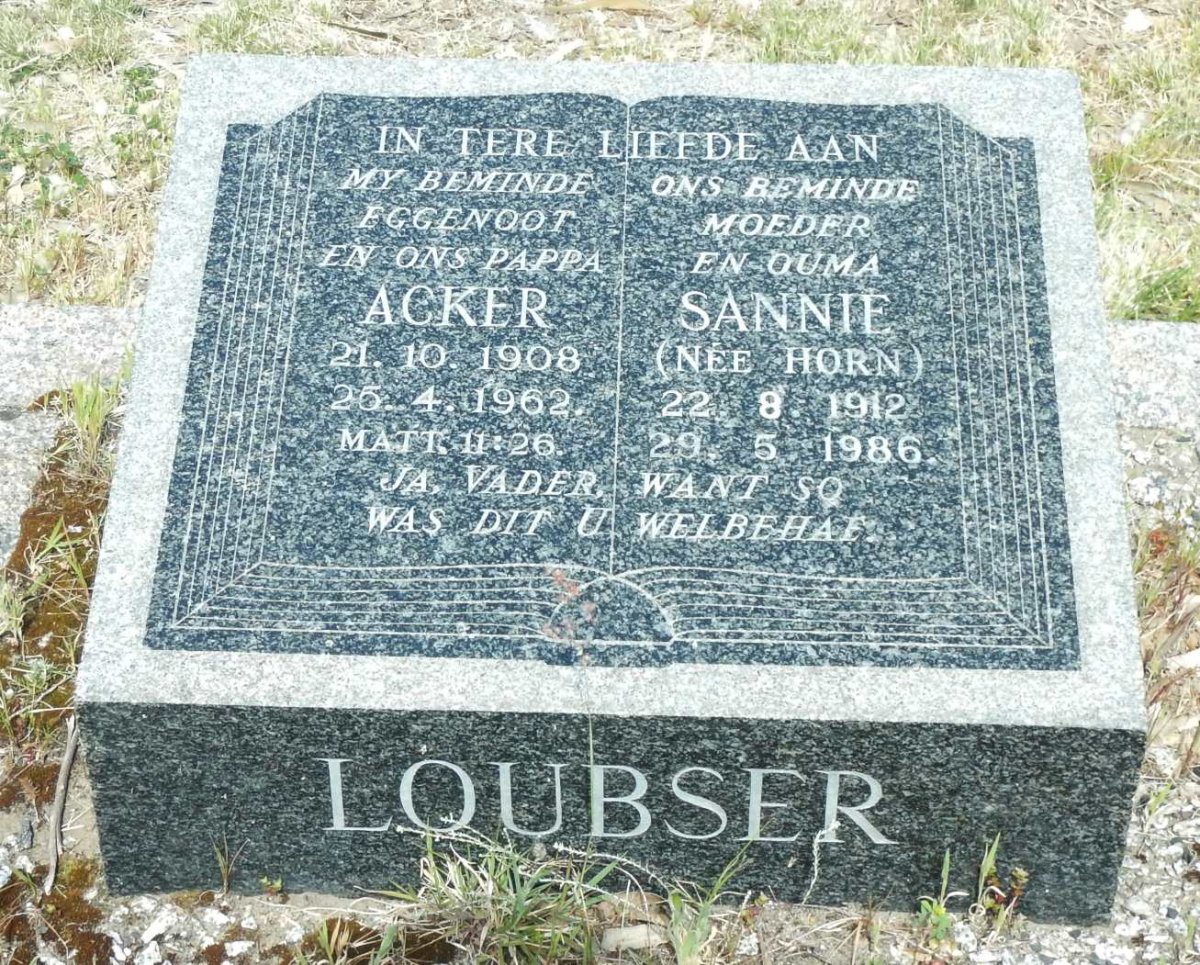 IN TERE LIEFDE AAN
MY BEMINDE
EGGENOOT
EN ONS PAPPA
ACKER
21. 10. 1908.
25. 4. 1962.
MATT. 11:26.
ONS BEMINDE
MOEDER
EN OUMA
SANNIE
(NÉE HORN)
22. 8. 1912.
29. 5 1986.
JA, VADER, WANT SO
WAS DIT U WELBEHAE.
LOUBSER